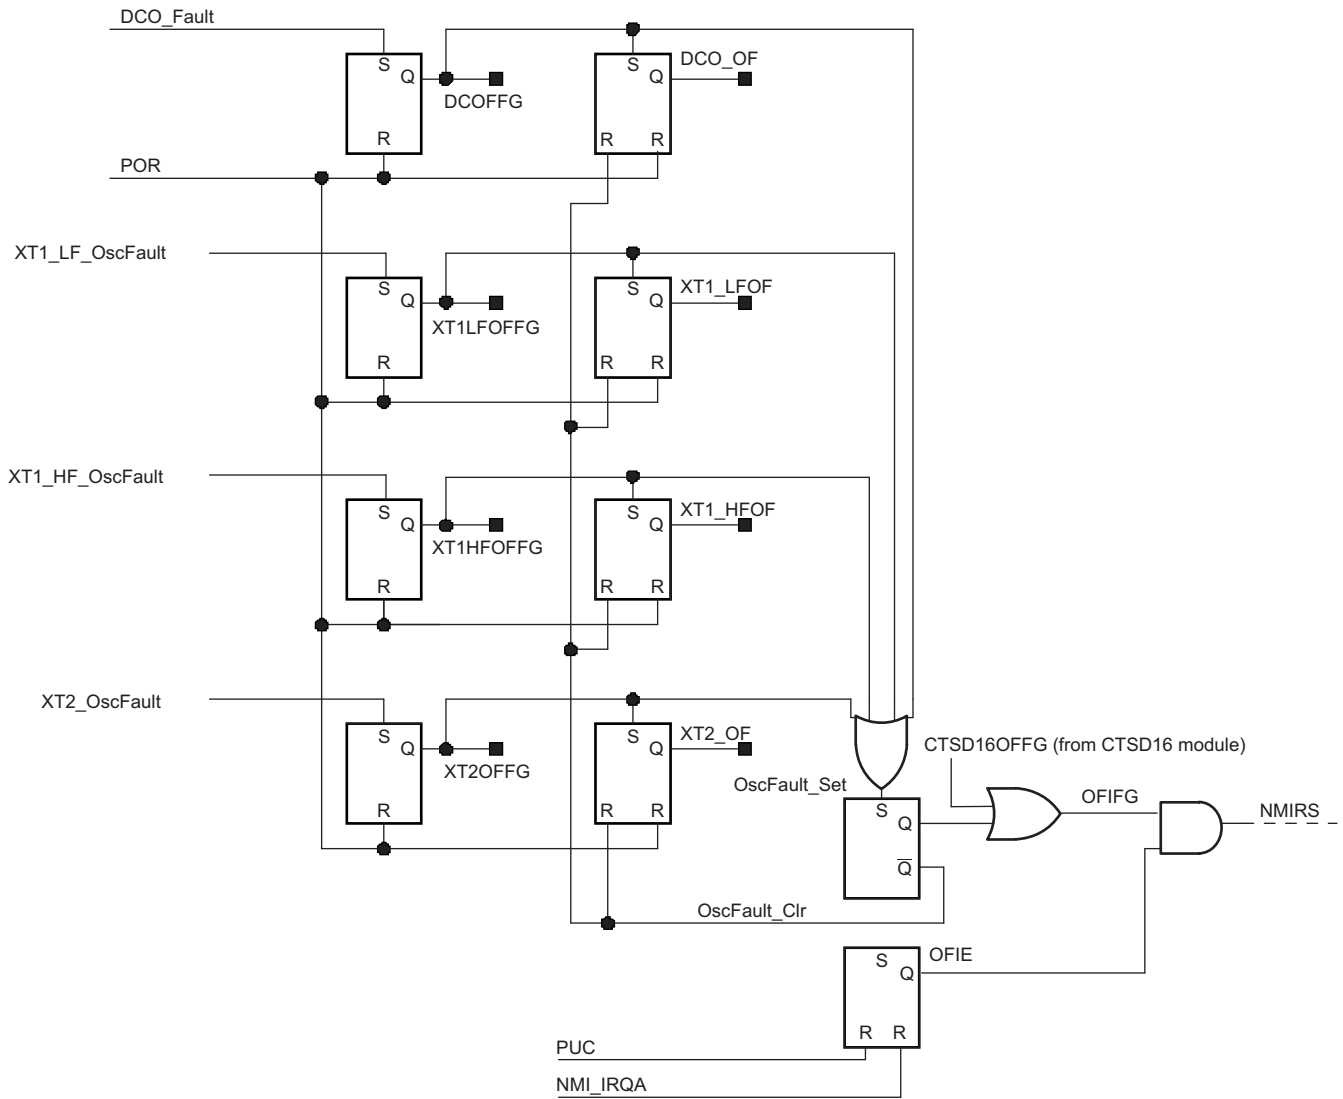 DCO_Fault
S
Q
DCOFFG
R
S
Q
DCO_OF
R R
POR
XT1_LF_OscFault
S
Q
XT1LFOFFG
R
S
Q
XT1_LFOF
R R
XT1_HF_OscFault
S
Q
XT1HFOFFG
R
S
Q
XT1_HFOF
R R
XT2_OscFault
S
Q
XT2OFFG
R
S
Q
XT2_OF
R R
CTSD16OFFG (from CTSD16 module)
OscFault_Set
S
Q
Q̅
OFIFG
NMIRS
OscFault_Clr
S
Q
OFIE
R R
PUC
NMI_IRQA